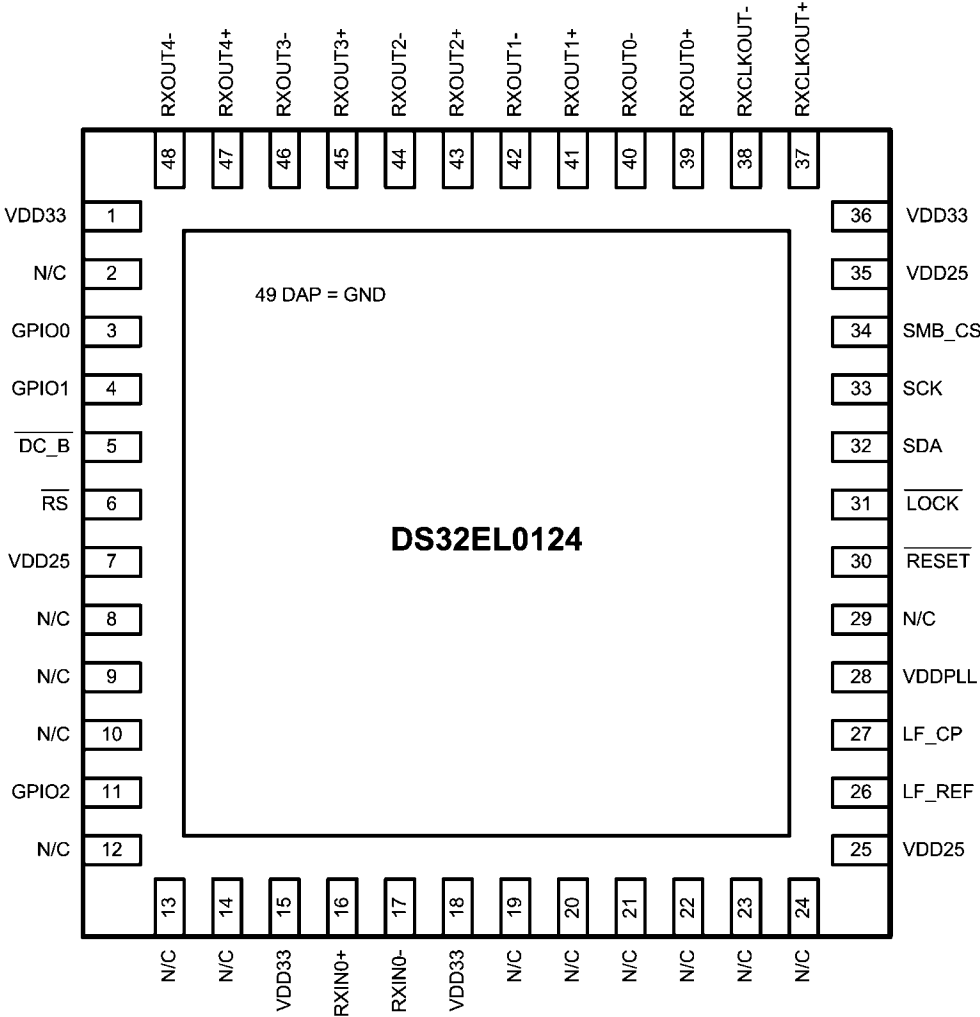 RXOUT4-
RXOUT4+
RXOUT3-
RXOUT3+
RXOUT2-
RXOUT2+
RXOUT1-
RXOUT1+
RXOUT0-
RXOUT0+
RXCLKOUT-
RXCLKOUT+
48
47
46
45
44
43
42
41
40
39
38
37
VDD33 1
36 VDD33
N/C 2
35 VDD25
49 DAP = GND
GPIO0 3
34 SMB_CS
GPIO1 4
33 SCK
DC_B 5
32 SDA
RS 6
31 LOCK
DS32EL0124
VDD25 7
30 RESET
N/C 8
29 N/C
N/C 9
28 VDDPLL
N/C 10
27 LF_CP
GPIO2 11
26 LF_REF
N/C 12
25 VDD25
13
14
15
16
17
18
19
20
21
22
23
24
N/C
N/C
VDD33
RXIN0+
RXIN0-
VDD33
N/C
N/C
N/C
N/C
N/C
N/C